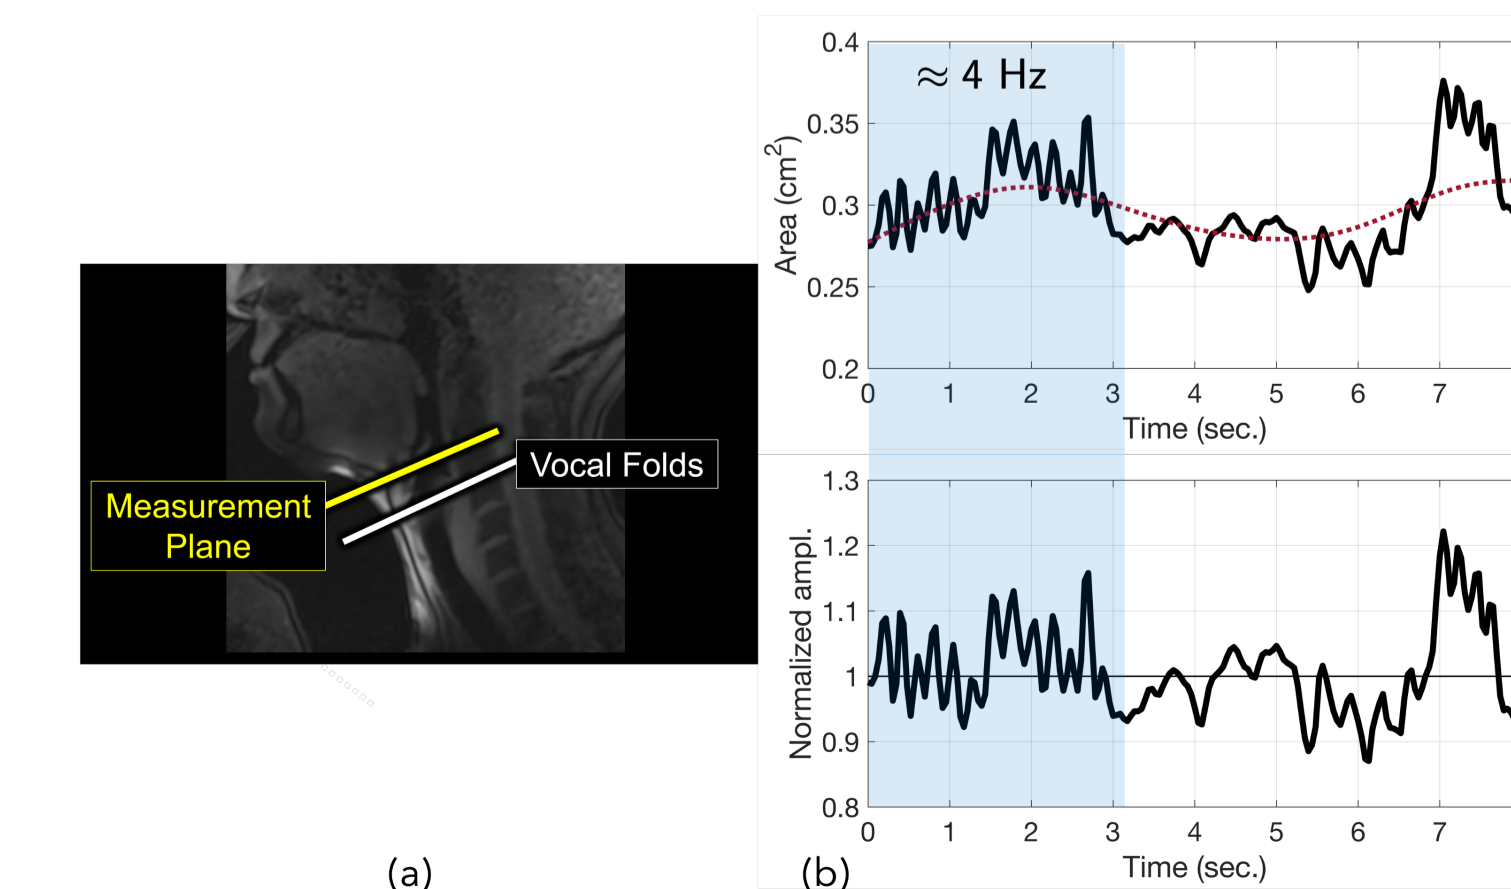 Measurement
Plane
Vocal Folds
(a)
≈ 4 Hz
0.4
0.35
0.3
0.25
0.2
Area (cm²)
0 1 2 3 4 5 6 7
Time (sec.)
1.3
1.2
1.1
1
0.9
0.8
Normalized ampl.
0 1 2 3 4 5 6 7
Time (sec.)
(b)